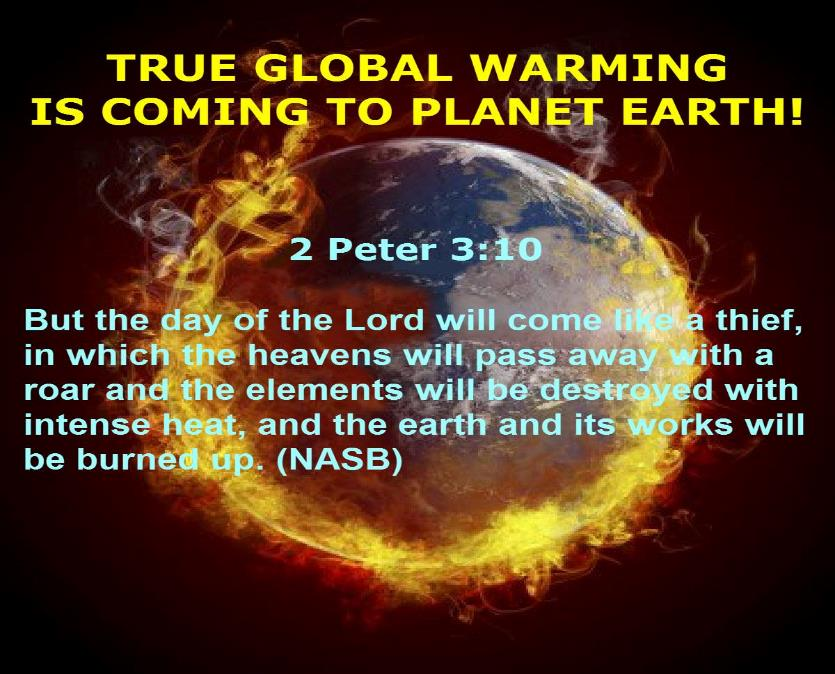 TRUE GLOBAL WARMING
IS COMING TO PLANET EARTH!
2 Peter 3:10
But the day of the Lord will come like a thief,
in which the heavens will pass away with a
roar and the elements will be destroyed with
intense heat, and the earth and its works will
be burned up. (NASB)